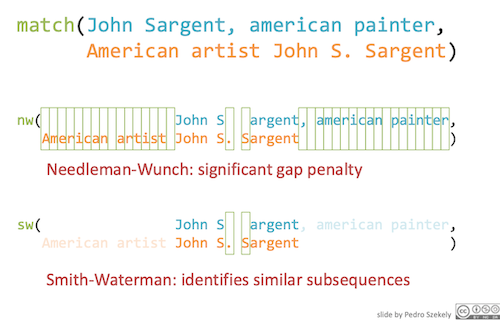 match(John Sargent, american painter,
American artist John S. Sargent)
nw( John S argent, american painter,
American artist John S. Sargent )
Needleman-Wunch: significant gap penalty
sw( John S argent, american painter,
American artist John S. Sargent )
Smith-Waterman: identifies similar subsequences
slide by Pedro Szekely